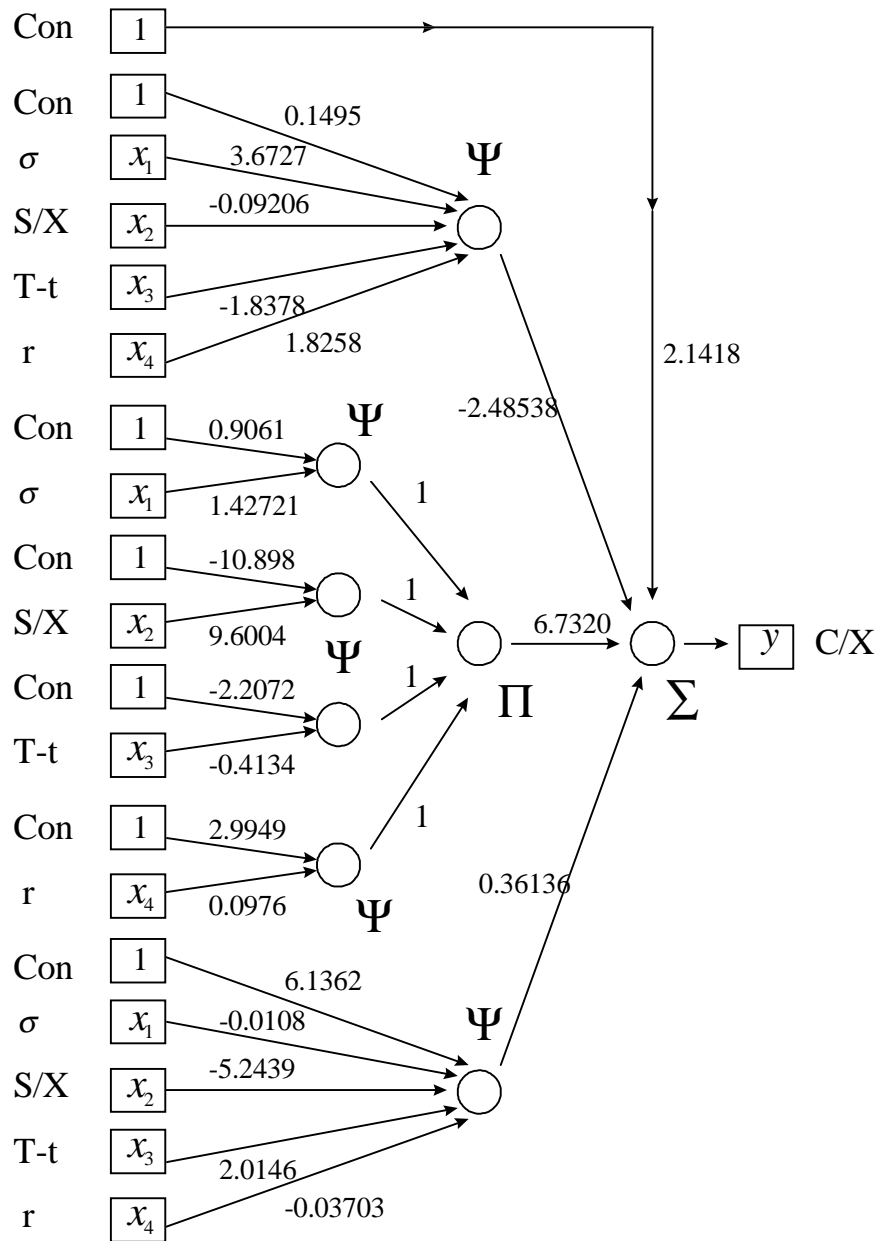 Con 1
Con 1 0.1495
σ x₁ 3.6727 Ψ
S/X x₂ -0.09206
T-t x₃ -1.8378
r x₄ 1.8258 2.1418
-2.48538
Con 1 0.9061 Ψ
σ x₁ 1.42721 1
Con 1 -10.898 1
S/X x₂ 9.6004 Ψ 6.7320 y C/X
Con 1 -2.2072 1 Π Σ
T-t x₃ -0.4134
Con 1 2.9949 1
r x₄ 0.0976 Ψ 0.36136
Con 1 6.1362
σ x₁ -0.0108 Ψ
S/X x₂ -5.2439
T-t x₃ 2.0146
r x₄ -0.03703